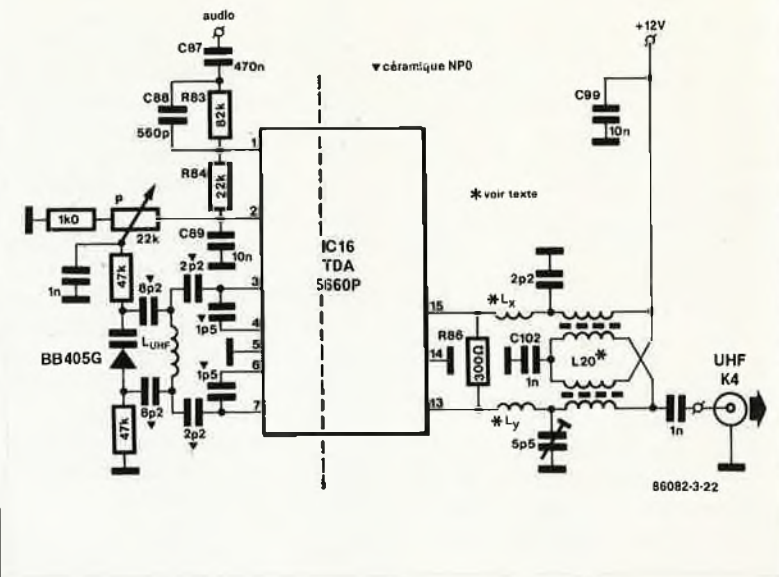 audio
C87
470n
▼ céramique NP0
+12V
C99
10n
C88
R83
82k
560p
1
R84
22k
* voir texte
P
1k0
22k
2
C89
10n
IC16
TDA
5660P
1n
47k
8p2
2p2
3
4
1p5
LUHF
BB405G
5
6
1p5
7
8p2
2p2
47k
15
14
13
R86
300Ω
*Lx
2p2
C102
1n
L20*
*Ly
5p5
UHF
K4
1n
86082-3-22